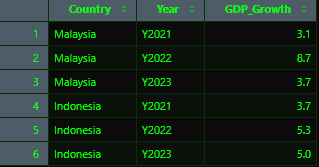 Country Year GDP_Growth
1 Malaysia Y2021 3.1
2 Malaysia Y2022 8.7
3 Malaysia Y2023 3.7
4 Indonesia Y2021 3.7
5 Indonesia Y2022 5.3
6 Indonesia Y2023 5.0